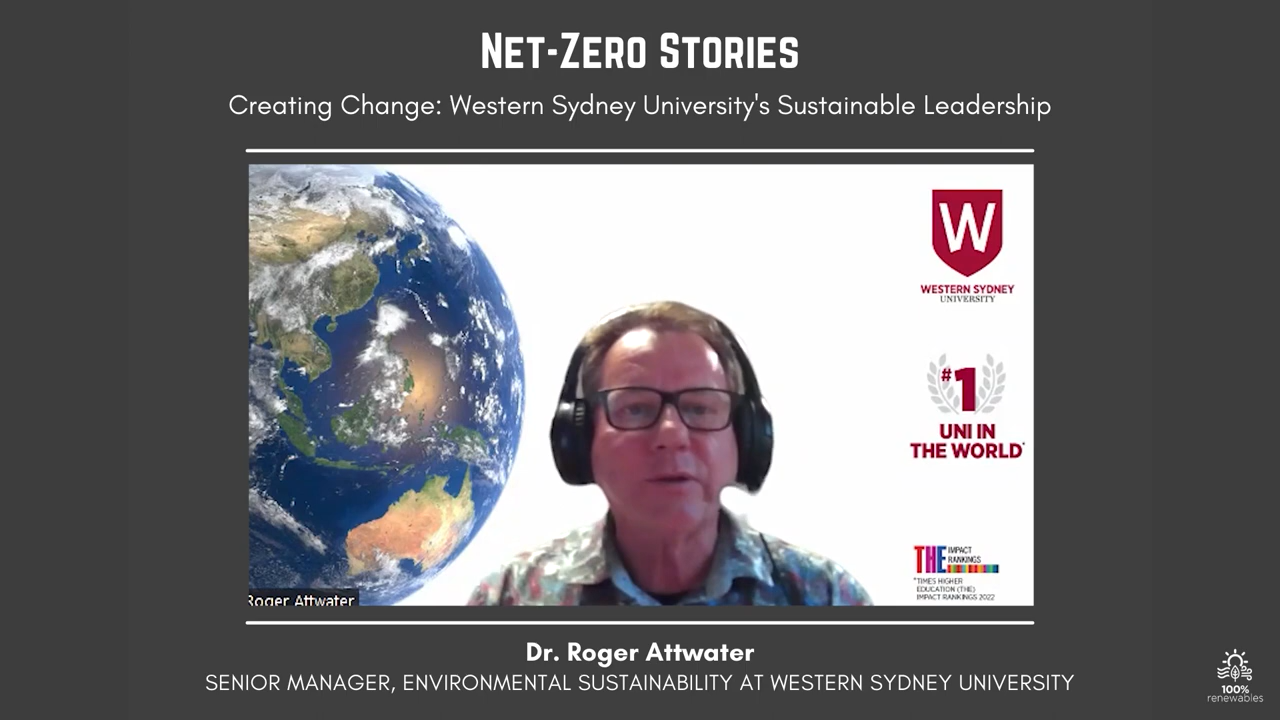 NET-ZERO STORIES
Creating Change: Western Sydney University's Sustainable Leadership
W
WESTERN SYDNEY
UNIVERSITY
#1
UNI IN
THE WORLD*
THE IMPACT
RANKINGS
*TIMES HIGHER
EDUCATION (THE)
IMPACT RANKINGS 2022
Roger Attwater
Dr. Roger Attwater
SENIOR MANAGER, ENVIRONMENTAL SUSTAINABILITY AT WESTERN SYDNEY UNIVERSITY
100%
renewables